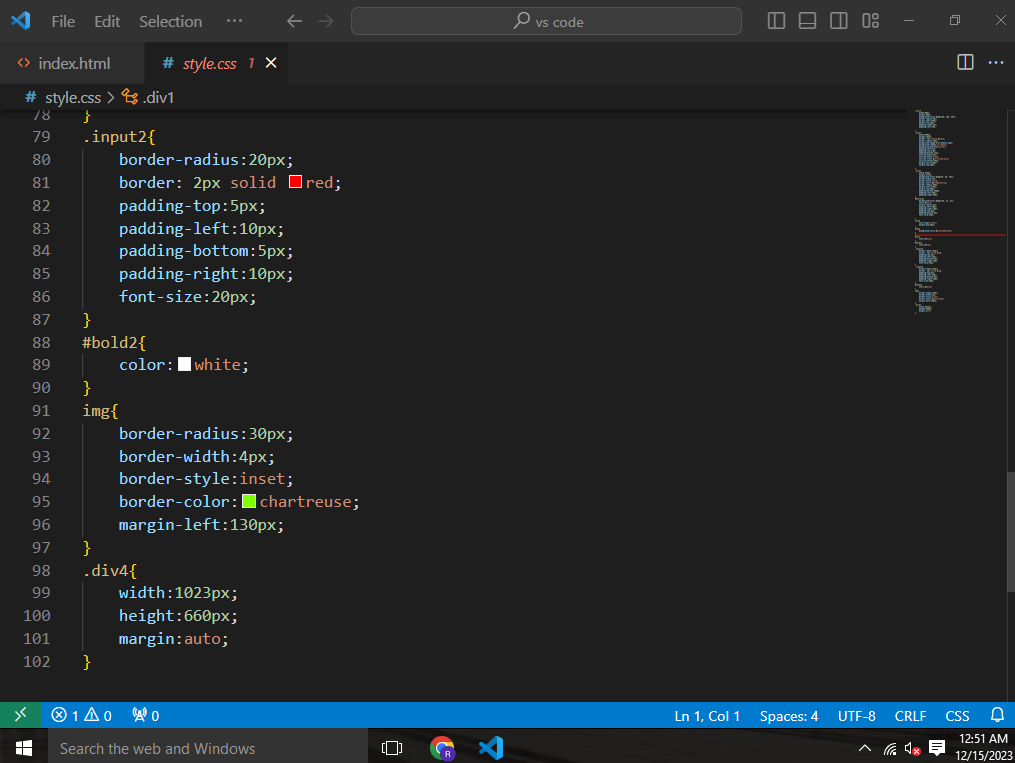 File Edit Selection ··· vs code
<> index.html # style.css 1 ×
# style.css > .div1
78 }
79 .input2{
80 border-radius:20px;
81 border: 2px solid red;
82 padding-top:5px;
83 padding-left:10px;
84 padding-bottom:5px;
85 padding-right:10px;
86 font-size:20px;
87 }
88 #bold2{
89 color:white;
90 }
91 img{
92 border-radius:30px;
93 border-width:4px;
94 border-style:inset;
95 border-color:chartreuse;
96 margin-left:130px;
97 }
98 .div4{
99 width:1023px;
100 height:660px;
101 margin:auto;
102 }
1 0 0 Ln 1, Col 1 Spaces: 4 UTF-8 CRLF CSS
Search the web and Windows R 12:51 AM
12/15/2023